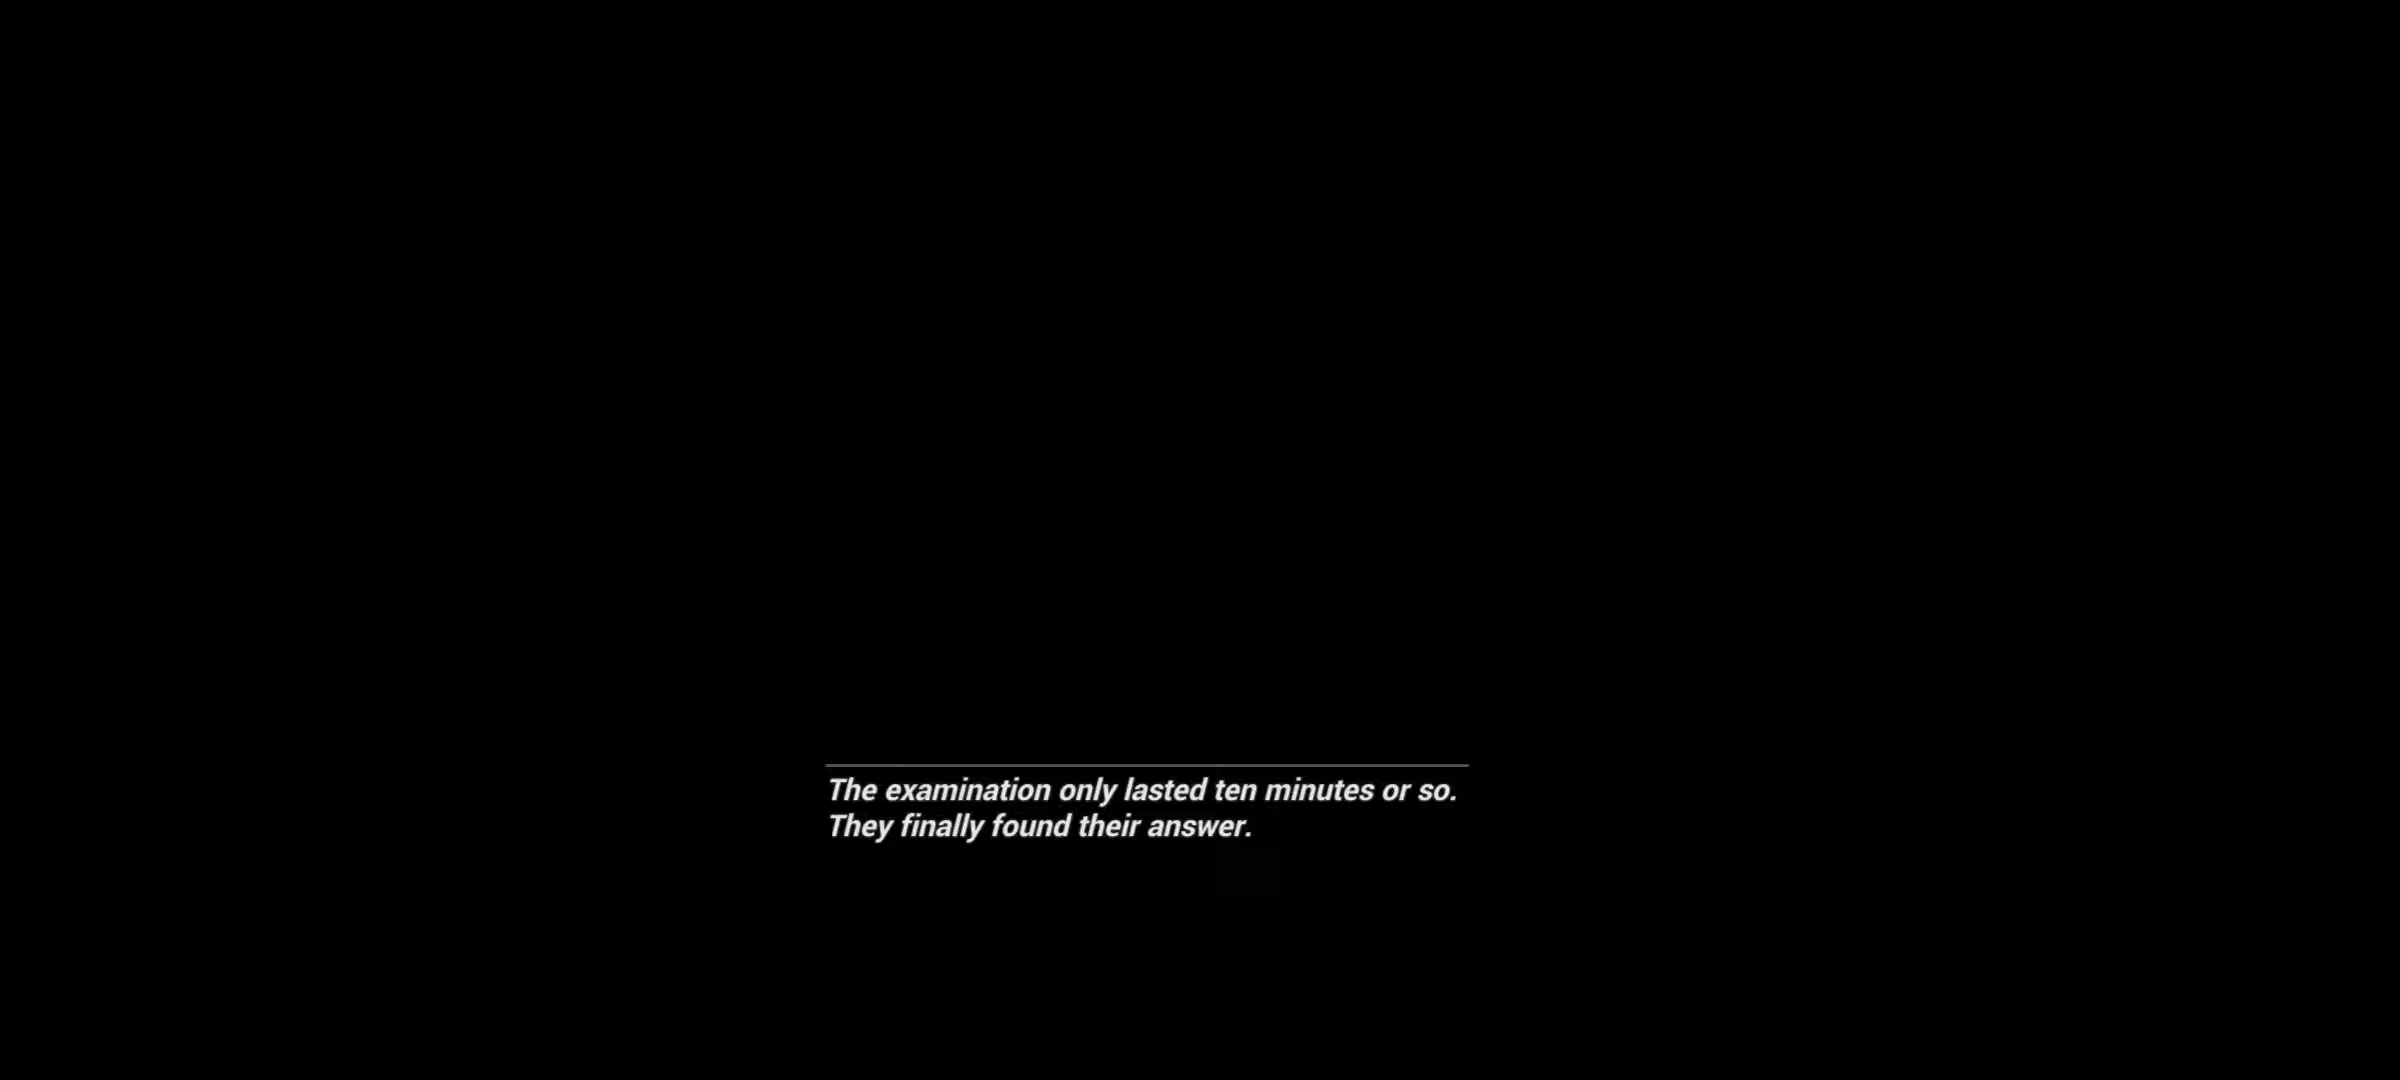 The examination only lasted ten minutes or so.
They finally found their answer.